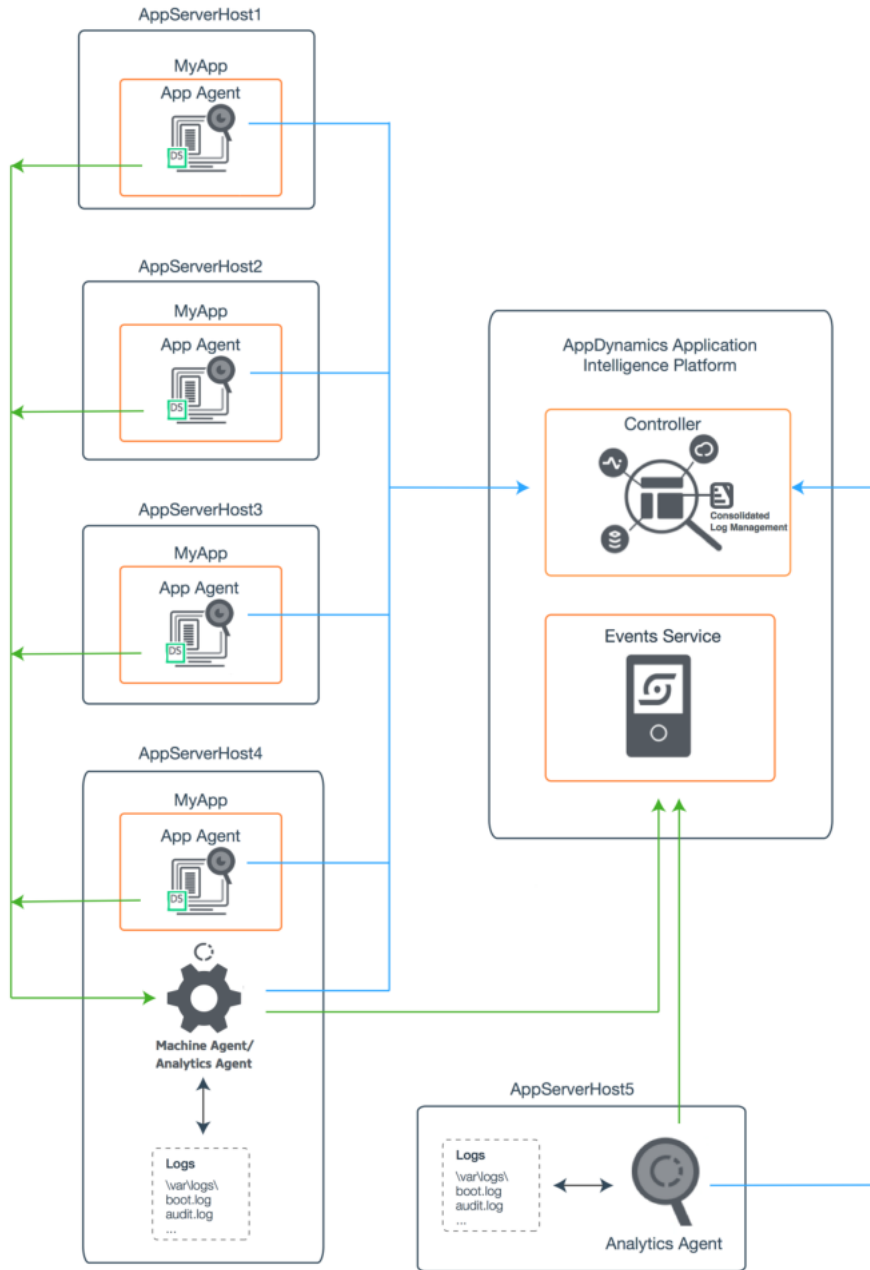 AppServerHost1
MyApp
App Agent
DS
AppServerHost2
MyApp
App Agent
DS
AppServerHost3
MyApp
App Agent
DS
AppServerHost4
MyApp
App Agent
DS
Machine Agent/
Analytics Agent
Logs
\var\logs\
boot.log
audit.log
...
AppDynamics Application
Intelligence Platform
Controller
Consolidated
Log Management
Events Service
AppServerHost5
Logs
\var\logs\
boot.log
audit.log
...
Analytics Agent